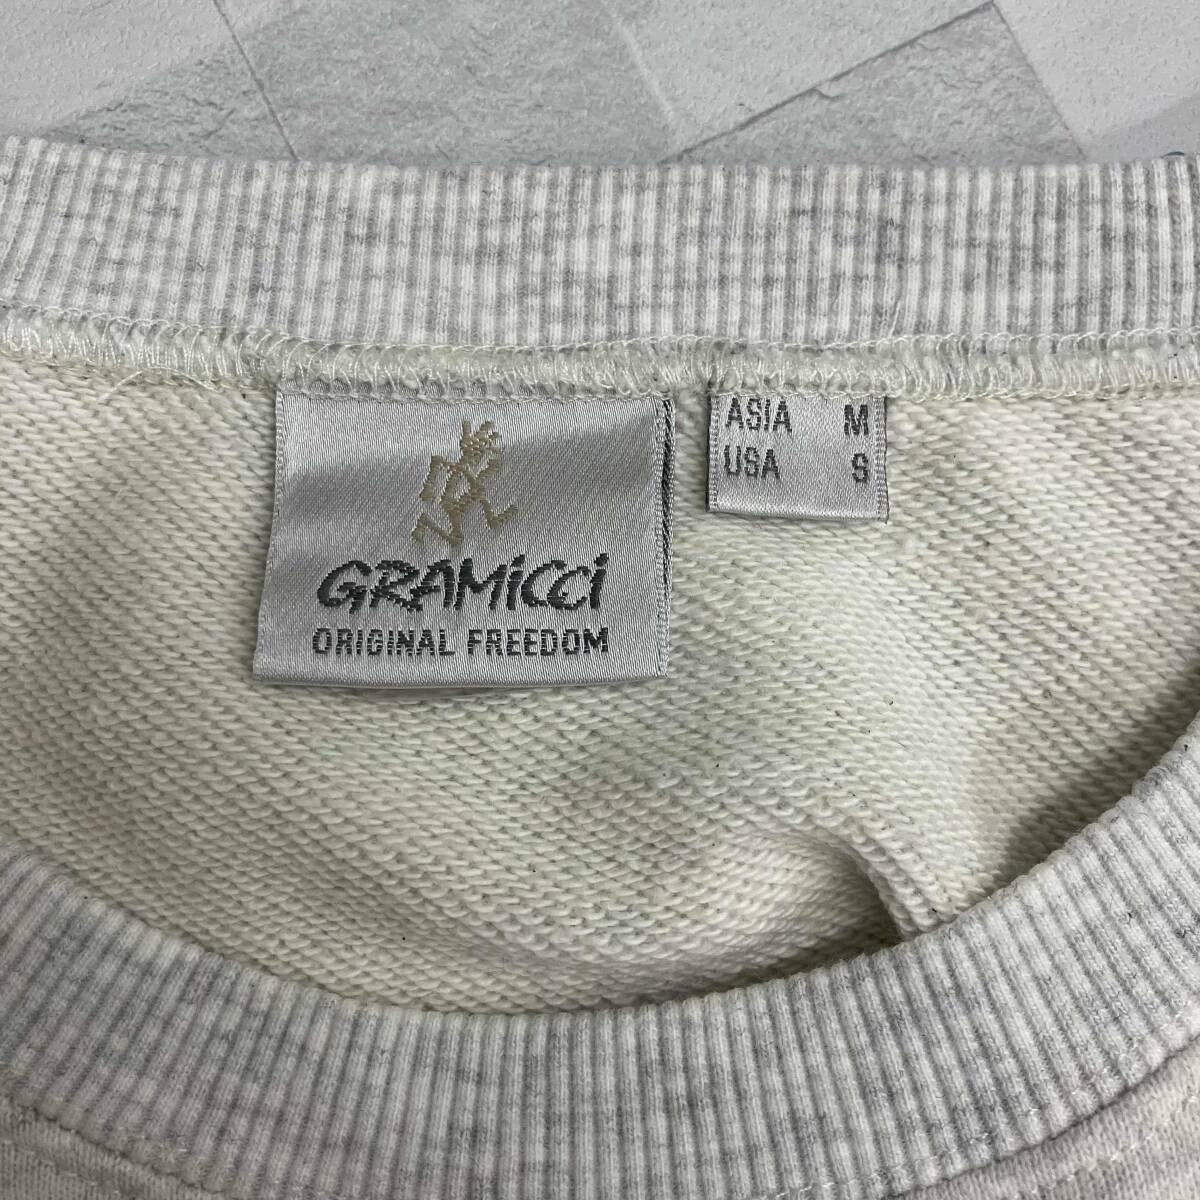 GRAMiCCi
ORIGINAL FREEDOM
ASIA M
USA S